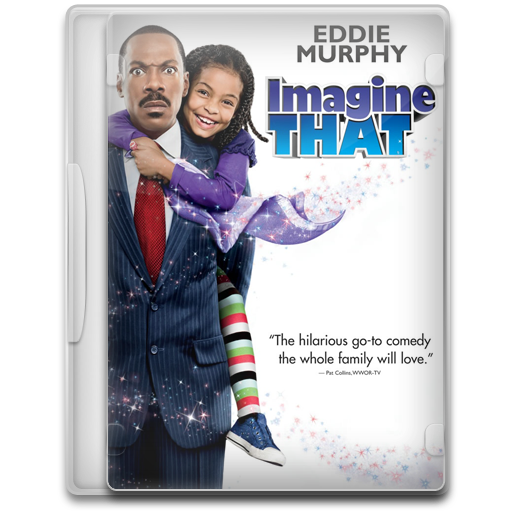 EDDIE
MURPHY
Imagine
THAT
“The hilarious go-to comedy
the whole family will love.”
— Pat Collins, WWOR-TV